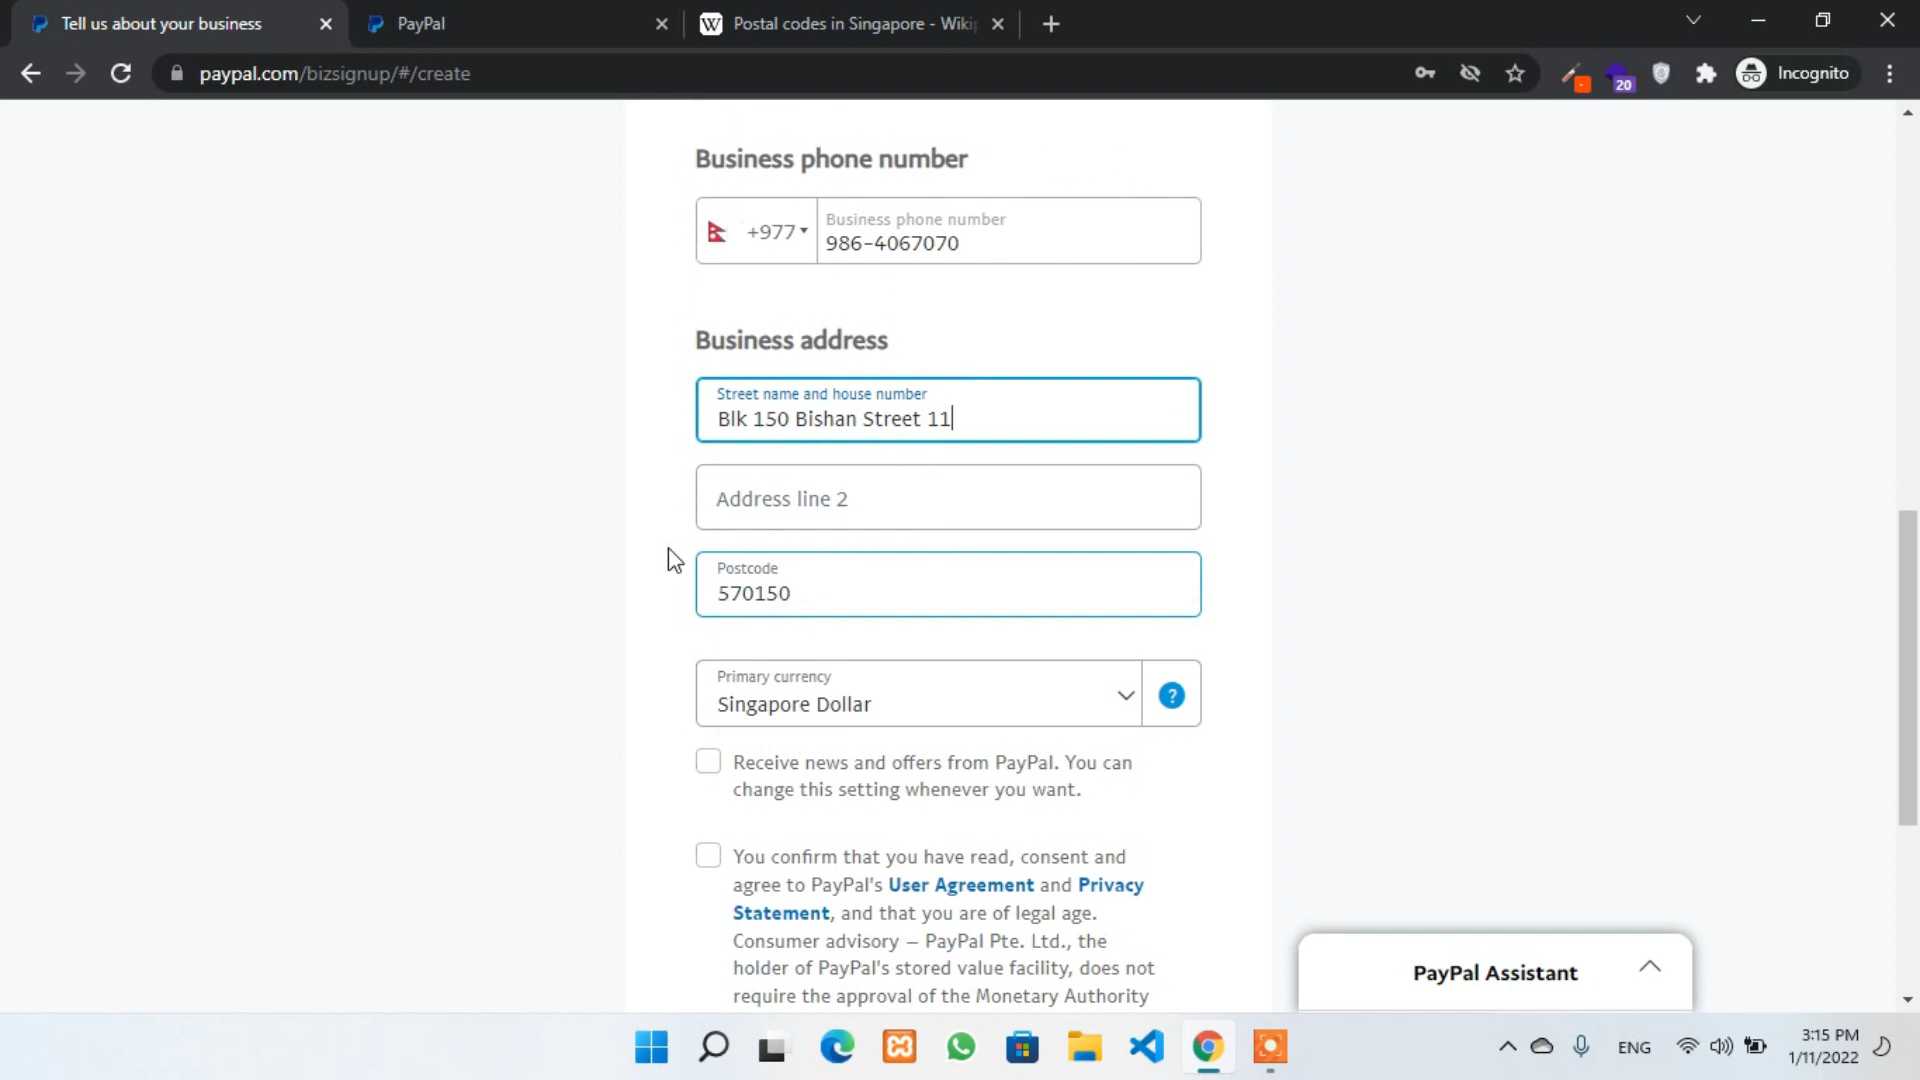 Tell us about your business
PayPal
Postal codes in Singapore - Wiki
paypal.com/bizsignup/#/create
20
Incognito
Business phone number
+977
Business phone number
986-4067070
Business address
Street name and house number
Blk 150 Bishan Street 11
Address line 2
Postcode
570150
Primary currency
Singapore Dollar
?
Receive news and offers from PayPal. You can
change this setting whenever you want.
You confirm that you have read, consent and
agree to PayPal's User Agreement and Privacy
Statement, and that you are of legal age.
Consumer advisory – PayPal Pte. Ltd., the
holder of PayPal's stored value facility, does not
require the approval of the Monetary Authority
PayPal Assistant
ENG
3:15 PM
1/11/2022